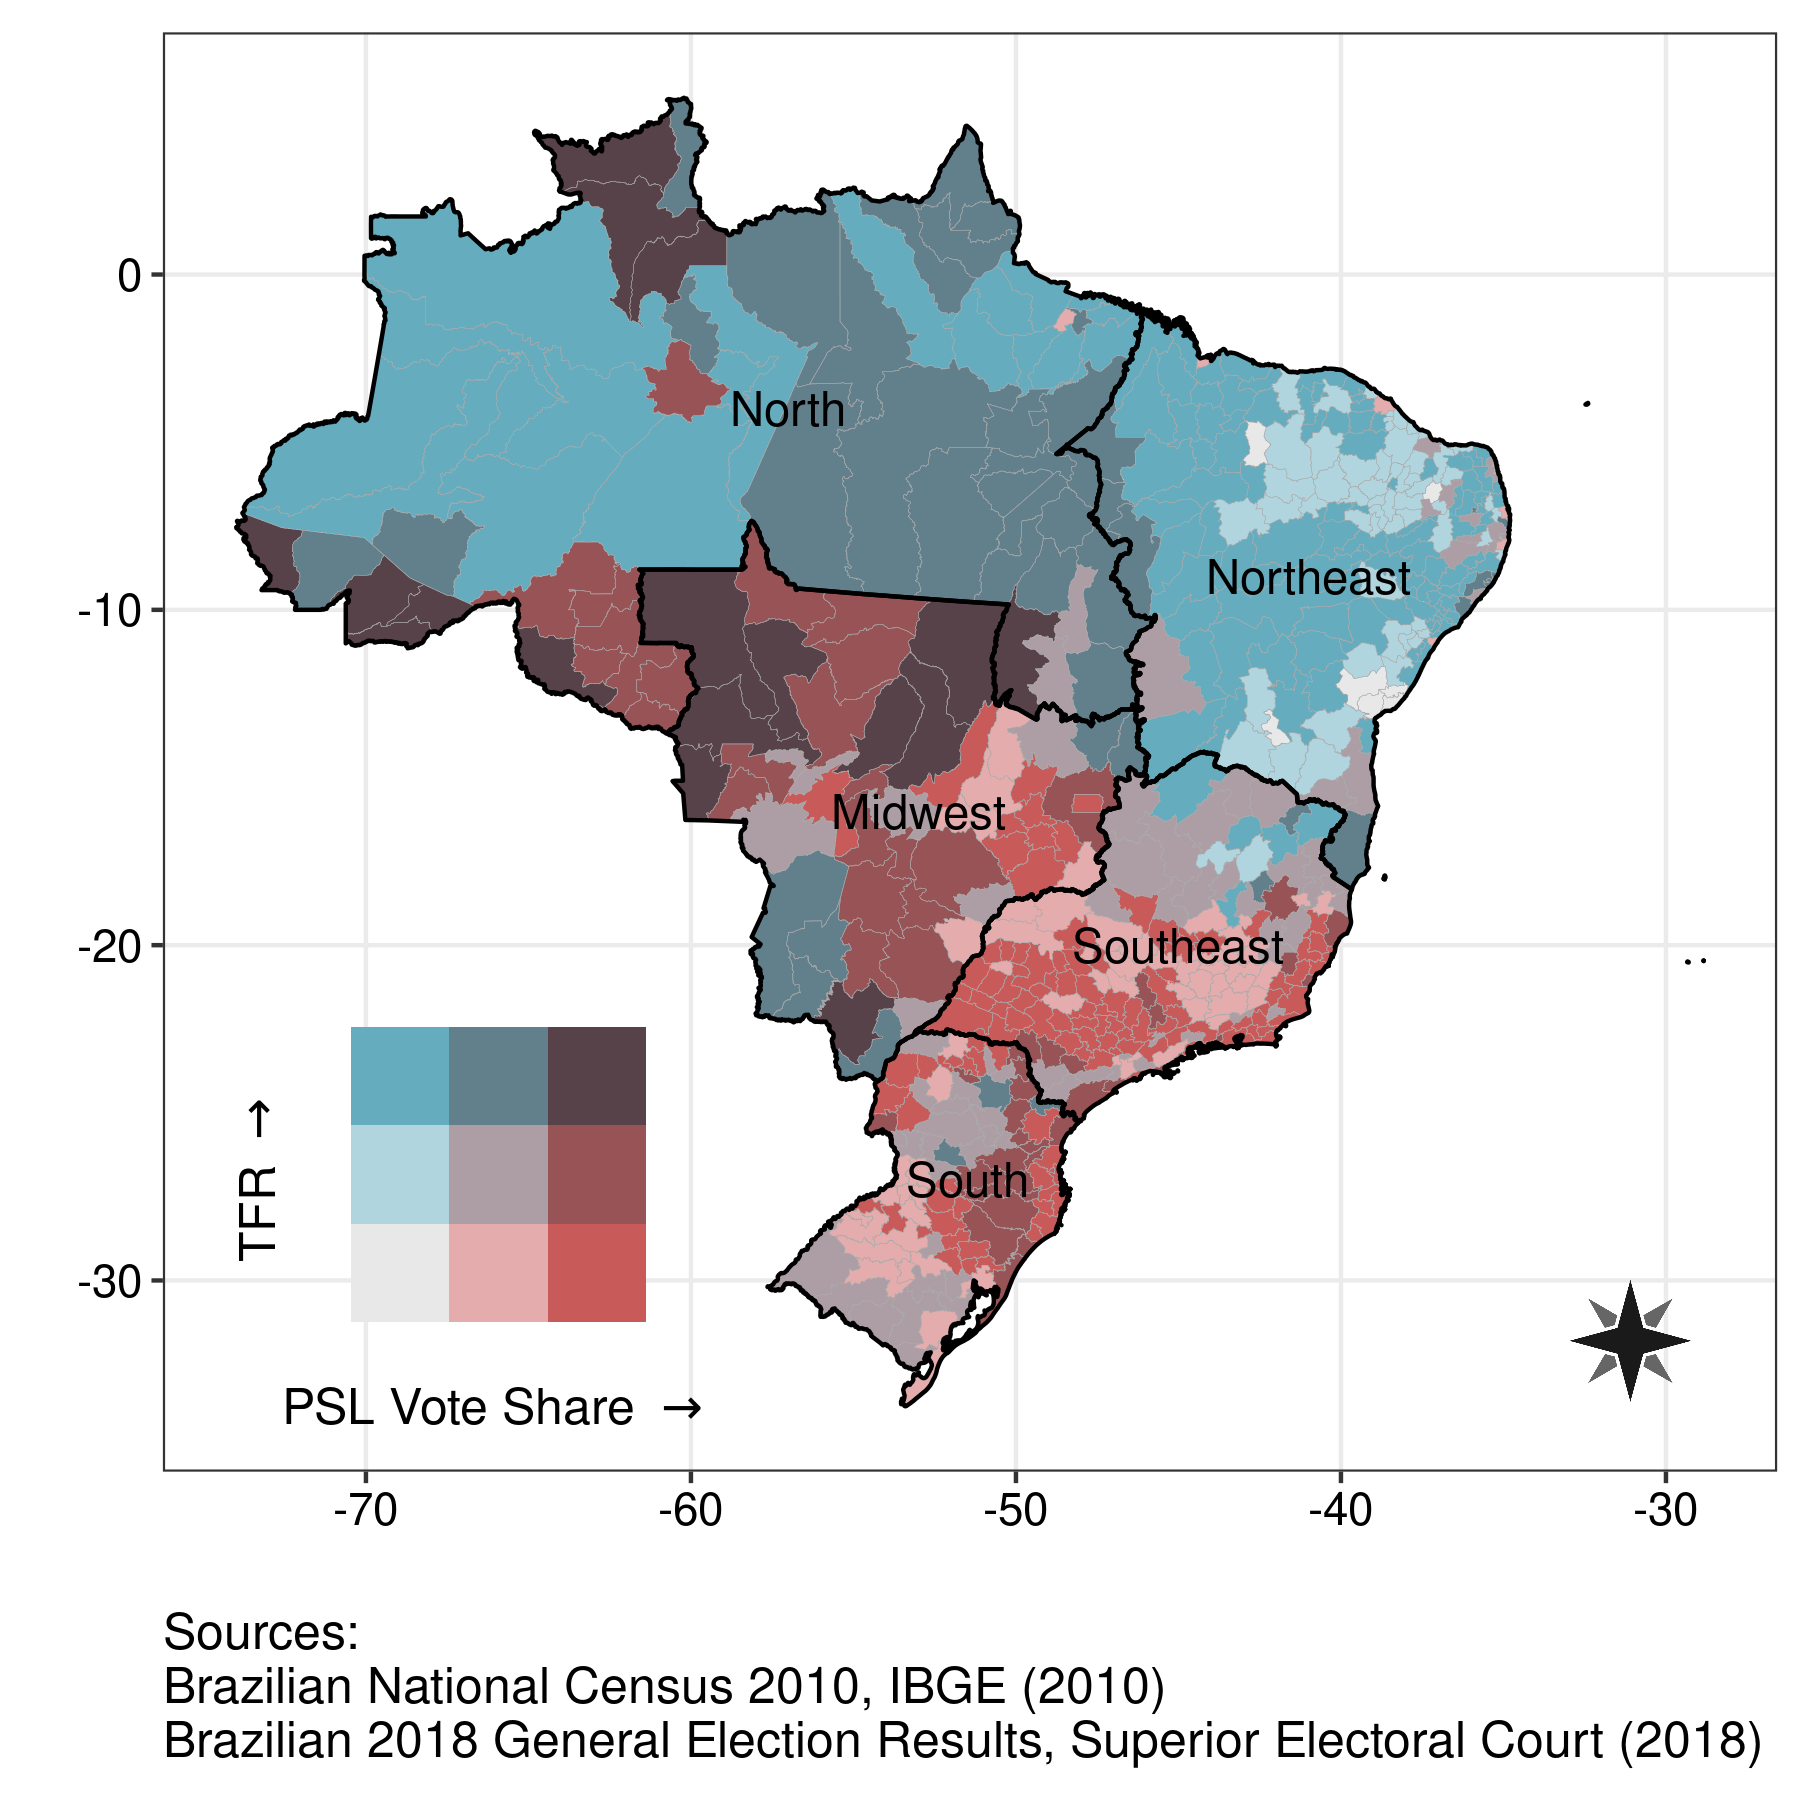 0
-10
-20
-30
North
Northeast
Midwest
Southeast
South
TFR →
PSL Vote Share →
-70
-60
-50
-40
-30
Sources:
Brazilian National Census 2010, IBGE (2010)
Brazilian 2018 General Election Results, Superior Electoral Court (2018)